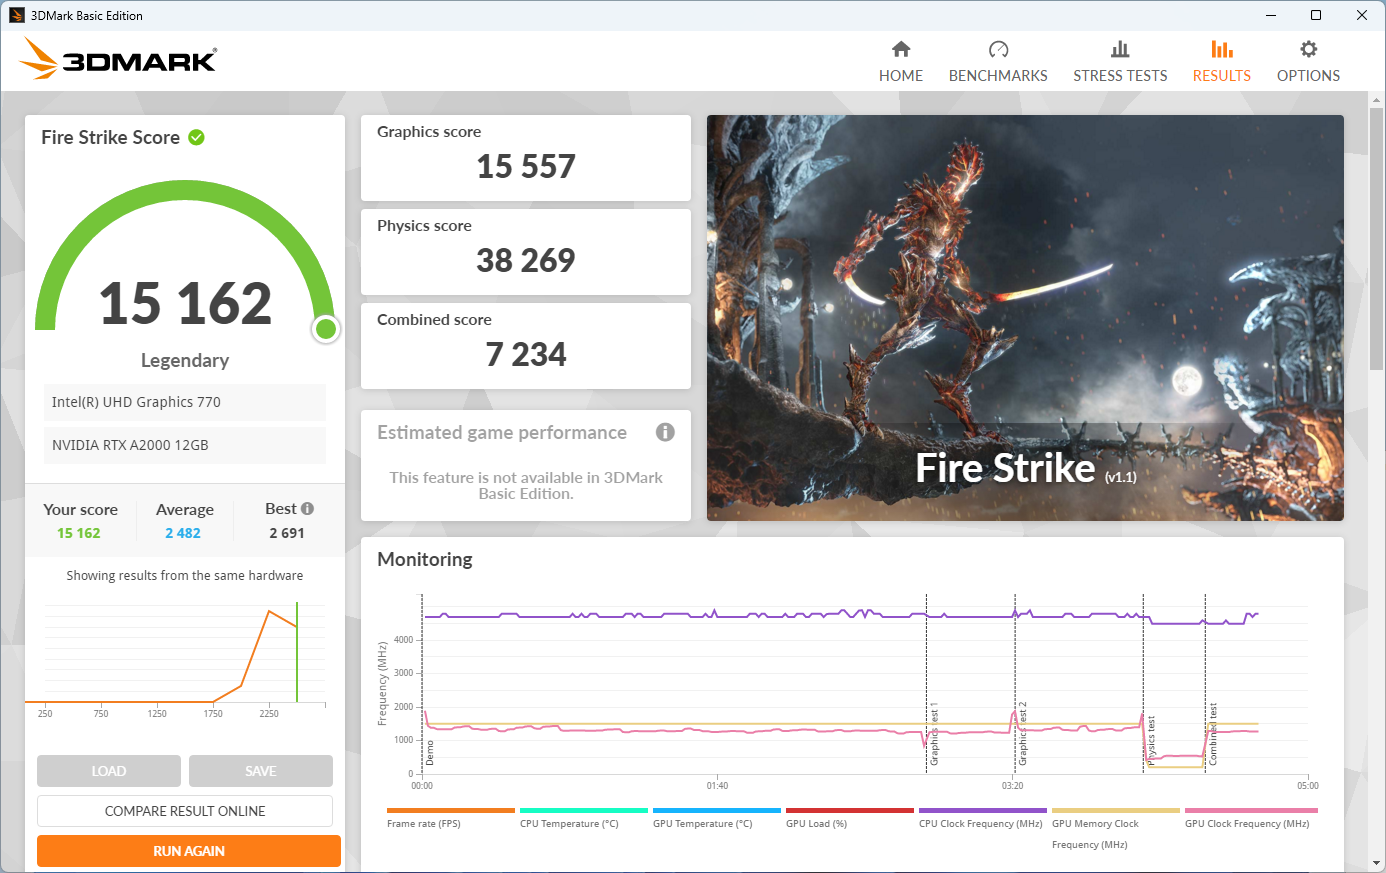 3DMark Basic Edition
3DMARK®
HOME
BENCHMARKS
STRESS TESTS
RESULTS
OPTIONS
Fire Strike Score
15 162
Legendary
Intel(R) UHD Graphics 770
NVIDIA RTX A2000 12GB
Your score
Average
Best
15 162
2 482
2 691
Showing results from the same hardware
250
750
1250
1750
2250
LOAD
SAVE
COMPARE RESULT ONLINE
RUN AGAIN
Graphics score
15 557
Physics score
38 269
Combined score
7 234
Estimated game performance
This feature is not available in 3DMark
Basic Edition.
Fire Strike (v1.1)
Monitoring
Frequency (MHz)
4000
3000
2000
1000
0
Demo
Graphics test 1
Graphics test 2
Physics test
Combined test
00:00
01:40
03:20
05:00
Frame rate (FPS)
CPU Temperature (°C)
GPU Temperature (°C)
GPU Load (%)
CPU Clock Frequency (MHz)
GPU Memory Clock
Frequency (MHz)
GPU Clock Frequency (MHz)